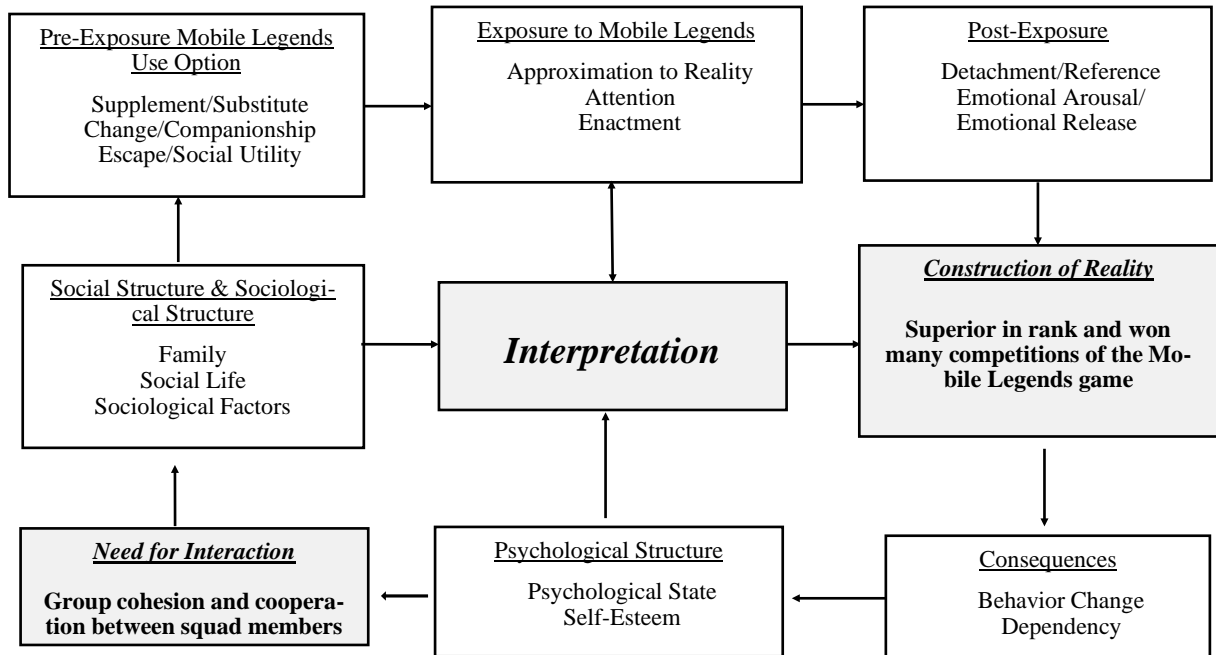 Pre-Exposure Mobile Legends
Use Option
Supplement/Substitute
Change/Companionship
Escape/Social Utility
Exposure to Mobile Legends
Approximation to Reality
Attention
Enactment
Post-Exposure
Detachment/Reference
Emotional Arousal/
Emotional Release
Social Structure & Sociologi-
cal Structure
Family
Social Life
Sociological Factors
Interpretation
Construction of Reality
Superior in rank and won
many competitions of the Mo-
bile Legends game
Need for Interaction
Group cohesion and coopera-
tion between squad members
Psychological Structure
Psychological State
Self-Esteem
Consequences
Behavior Change
Dependency